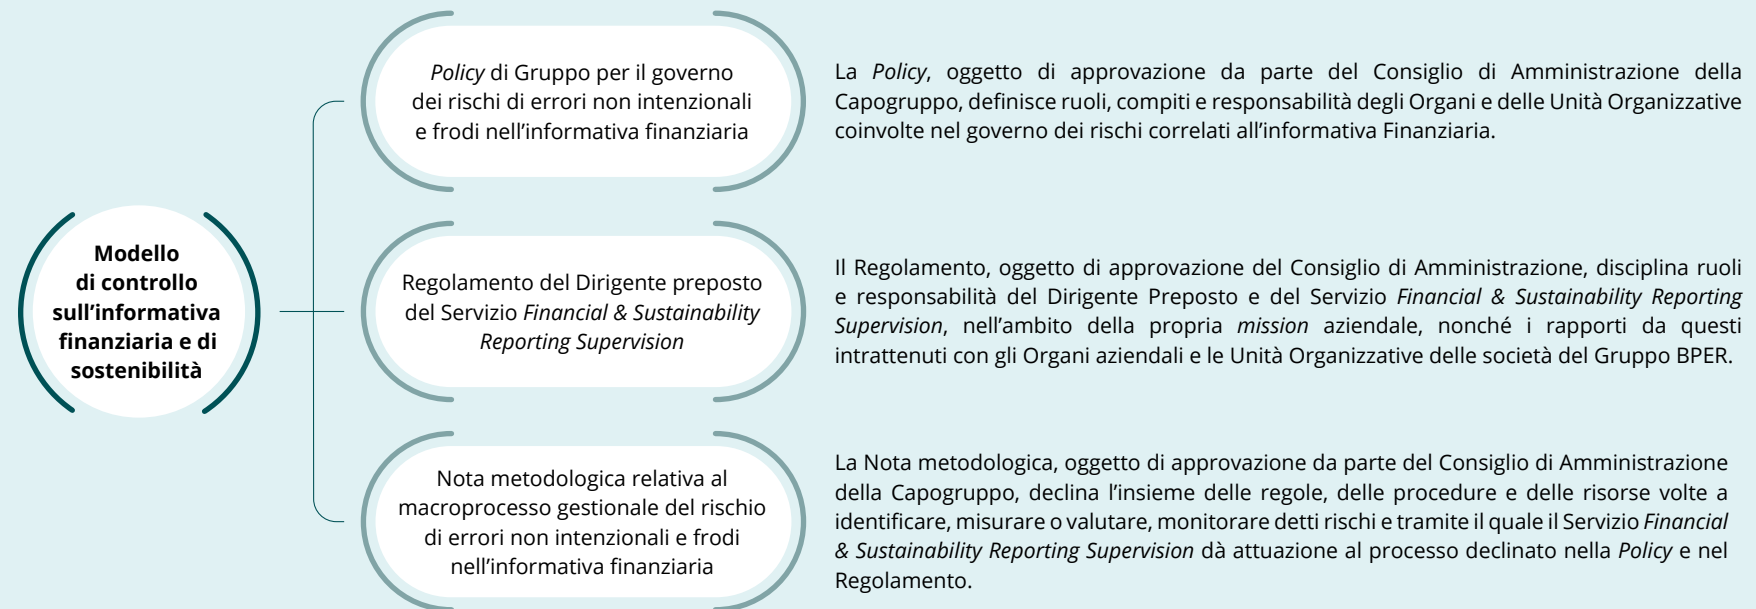 Modello
di controllo
sull’informativa
finanziaria e di
sostenibilità
Policy di Gruppo per il governo
dei rischi di errori non intenzionali
e frodi nell’informativa finanziaria
La Policy, oggetto di approvazione da parte del Consiglio di Amministrazione della
Capogruppo, definisce ruoli, compiti e responsabilità degli Organi e delle Unità Organizzative
coinvolte nel governo dei rischi correlati all’informativa Finanziaria.
Regolamento del Dirigente preposto
del Servizio Financial & Sustainability
Reporting Supervision
Il Regolamento, oggetto di approvazione del Consiglio di Amministrazione, disciplina ruoli
e responsabilità del Dirigente Preposto e del Servizio Financial & Sustainability Reporting
Supervision, nell’ambito della propria mission aziendale, nonché i rapporti da questi
intrattenuti con gli Organi aziendali e le Unità Organizzative delle società del Gruppo BPER.
Nota metodologica relativa al
macroprocesso gestionale del rischio
di errori non intenzionali e frodi
nell’informativa finanziaria
La Nota metodologica, oggetto di approvazione da parte del Consiglio di Amministrazione
della Capogruppo, declina l’insieme delle regole, delle procedure e delle risorse volte a
identificare, misurare o valutare, monitorare detti rischi e tramite il quale il Servizio Financial
& Sustainability Reporting Supervision dà attuazione al processo declinato nella Policy e nel
Regolamento.